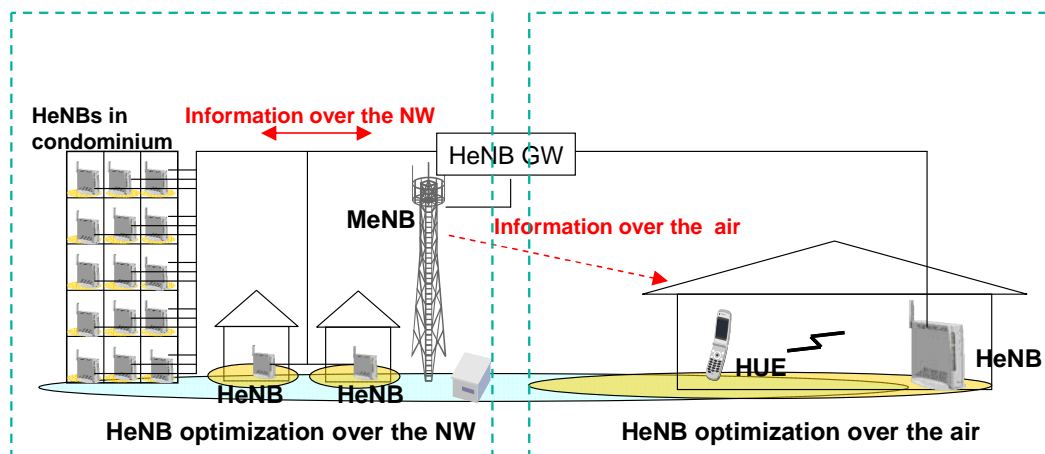 HeNBs in
condominium
Information over the NW
HeNB GW
MeNB
Information over the air
HUE
HeNB
HeNB
HeNB
HeNB optimization over the NW
HeNB optimization over the air